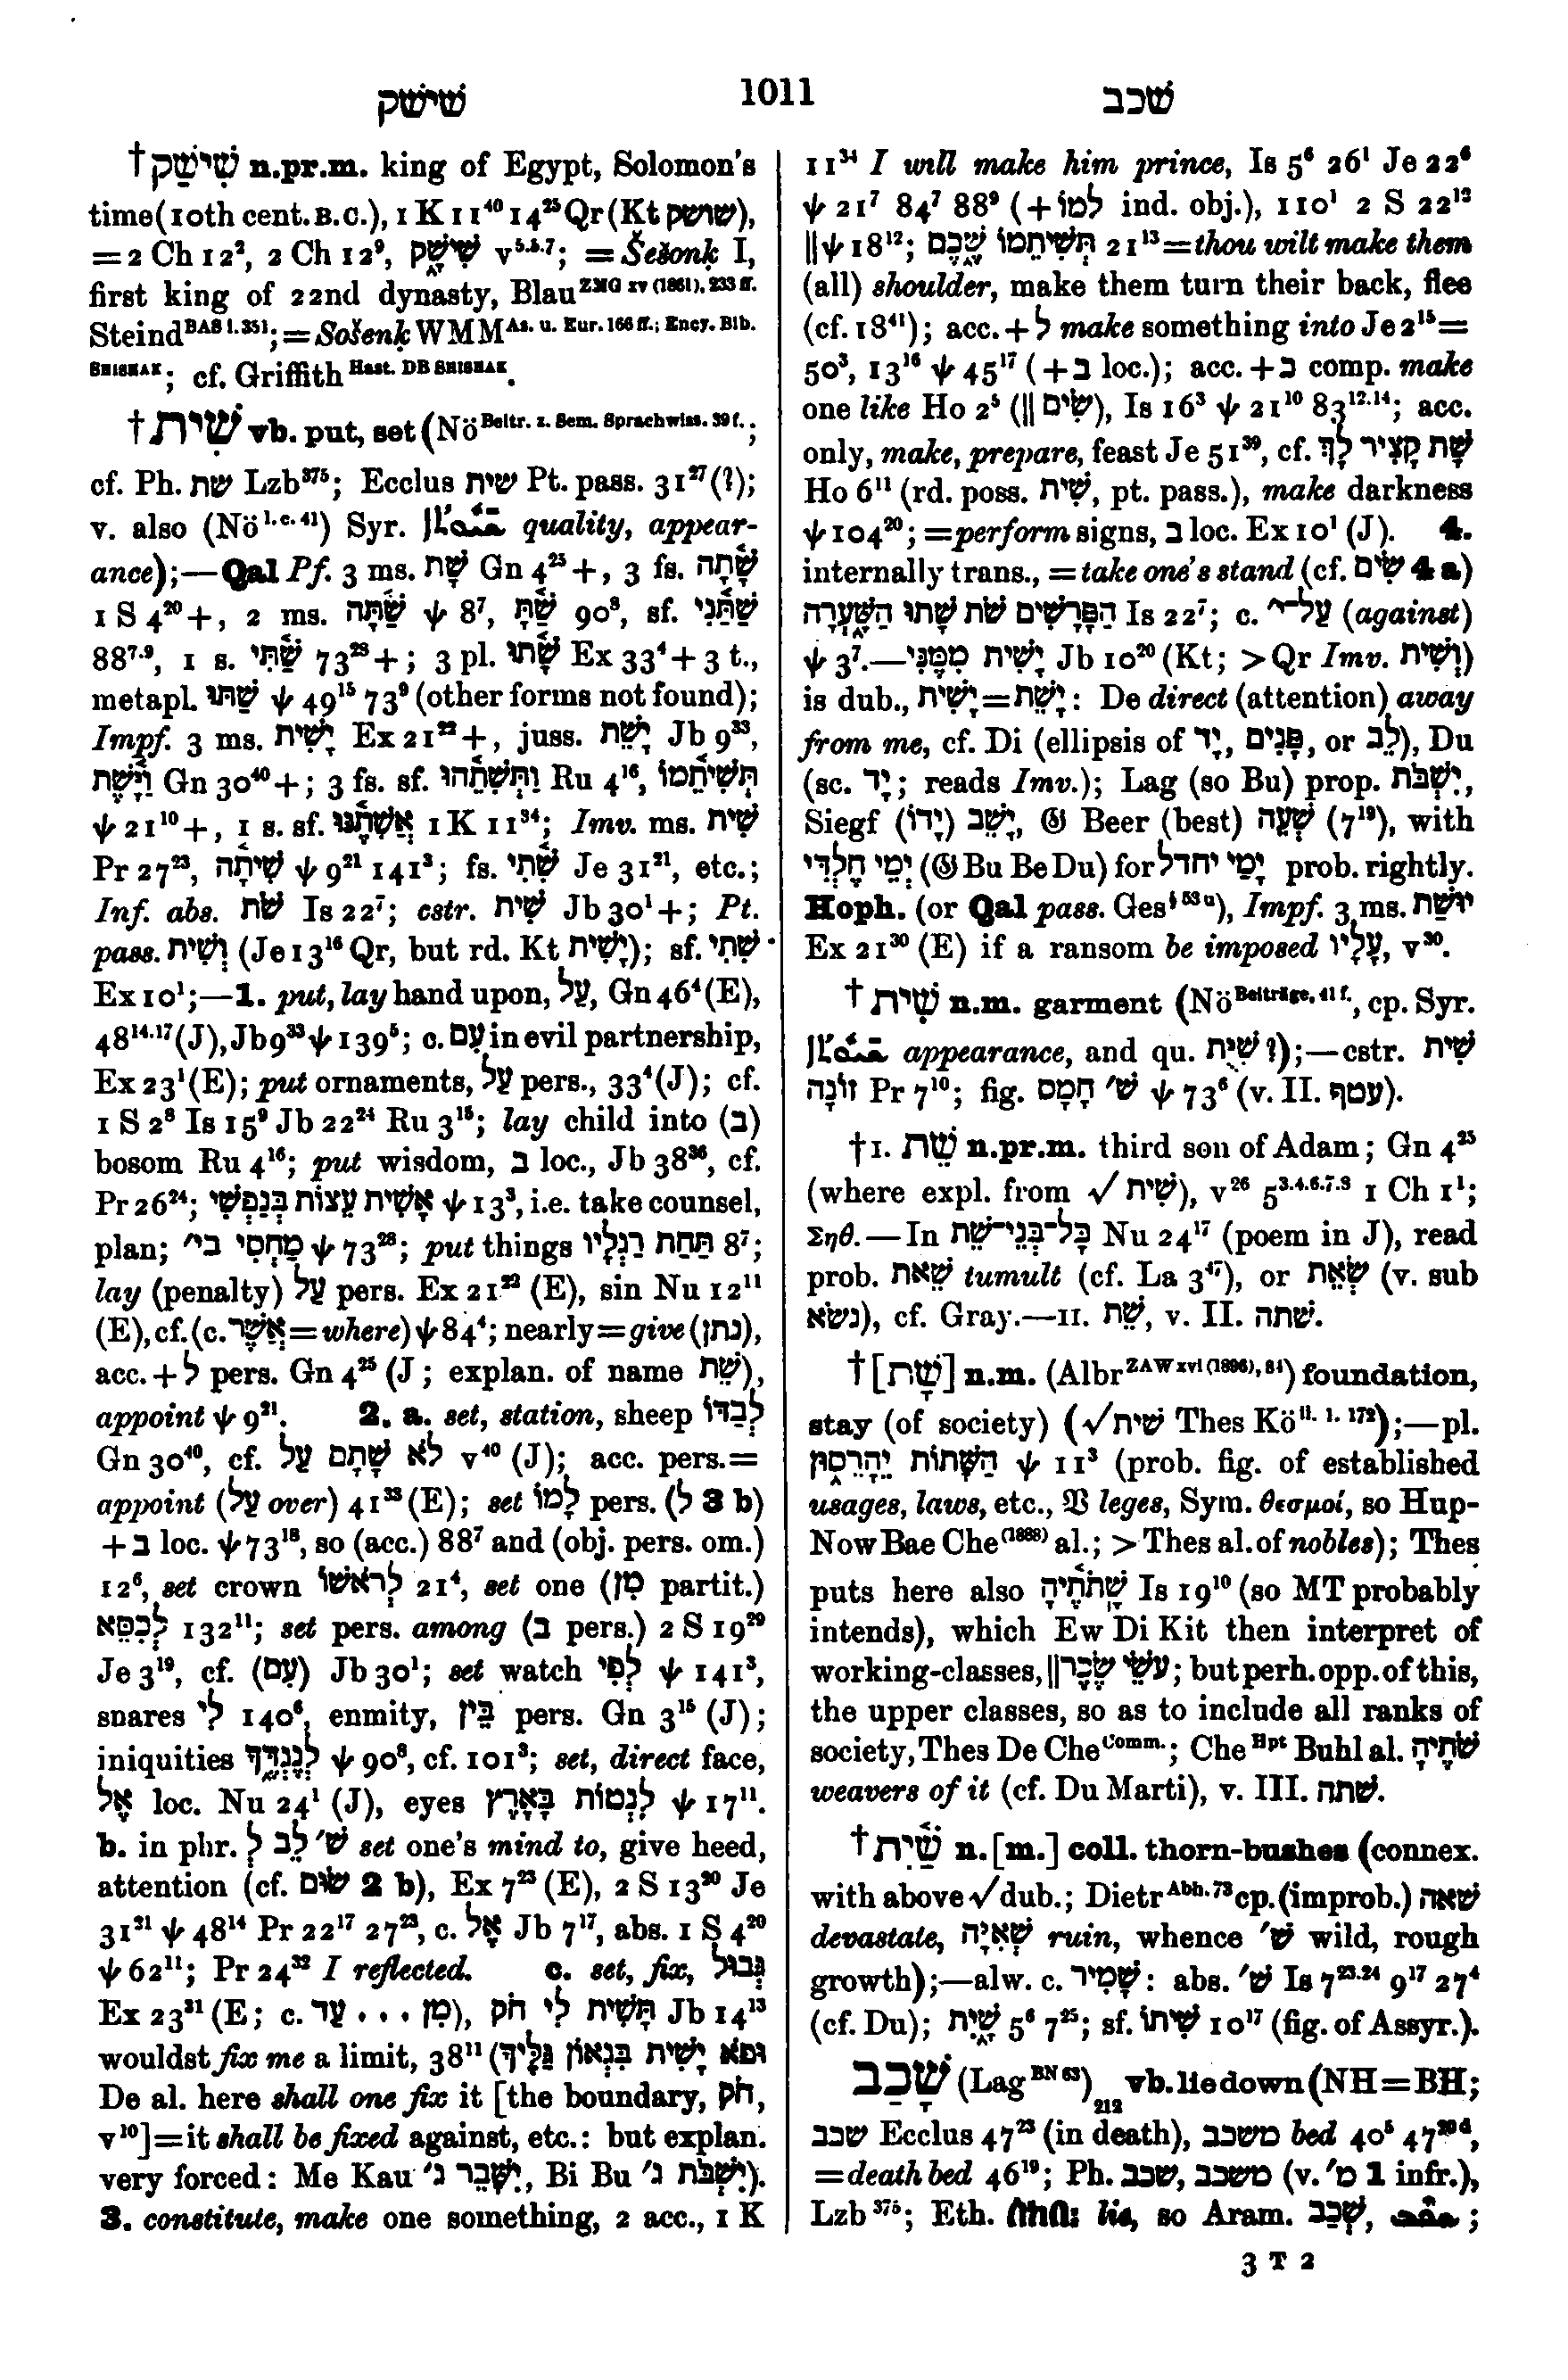 שׁישׁק 1011 שׁכב
†שִׁישַׁק n.pr.m. king of Egypt, Solomon's
time (10th cent. B.C.), 1 K 11⁴⁰ 14²⁵ Qr (Kt שושק),
= 2 Ch 12², 2 Ch 12⁹, שִׁישָׁק v⁵·⁵·⁷; = Šešonḳ I,
first king of 22nd dynasty, Blau ZMG xv (1861), 233 ff.
Steind BAS I. 351; = Sošenḳ WMM As. u. Eur. 166 ff.; Ency. Bib.
SHISHAK; cf. Griffith Hast. DB SHISHAK.
†שִׁית vb. put, set (Nö Beitr. z. Sem. Sprachwiss. 39 f.;
cf. Ph. שת Lzb³⁷⁵; Ecclus שית Pt. pass. 31²⁷ (?);
v. also (Nö l.c. 41) Syr. quality, appear-
ance);—Qal Pf. 3 ms. שָׁת Gn 4²⁵ +, 3 fs. שָׁתָה
1 S 4²⁰ +, 2 ms. שַׁתָּה ψ 8⁷, שַׁתָּ 90⁸, sf. שַׁתַּנִי
88⁷·⁹, 1 s. שַׁתִּי 73²⁸ +; 3 pl. שָׁתוּ Ex 33⁴ + 3 t.,
metapl. שַׁתּוּ ψ 49¹⁵ 73⁹ (other forms not found);
Impf. 3 ms. יָשִׁית Ex 21²² +, juss. יָשֵׁת Jb 9³³,
וַיָּשֶׁת Gn 30⁴⁰ +; 3 fs. sf. וַתְּשִׁתֵהוּ Ru 4¹⁶, תְּשִׁיתֵמוֹ
ψ 21¹⁰ +, 1 s. sf. אֲשִׁתֶנּוּ 1 K 11³⁴; Imv. ms. שִׁית
Pr 27²³, שִׁיתָה ψ 9²¹ 141³; fs. שִׁתִי Je 31²¹, etc.;
Inf. abs. שֹׁת Is 22⁷; cstr. שִׁית Jb 30¹ +; Pt.
pass. וְשִׁית (Je 13¹⁶ Qr, but rd. Kt יָשִׁית); sf. שִׁתִי
Ex 10¹;—1. put, lay hand upon, עַל, Gn 46⁴ (E),
48¹⁴·¹⁷ (J), Jb 9³³ ψ 139⁵; c. עִם in evil partnership,
Ex 23¹ (E); put ornaments, עַל pers., 33⁴ (J); cf.
1 S 2⁸ Is 15⁹ Jb 22²⁴ Ru 3¹⁵; lay child into (ב)
bosom Ru 4¹⁶; put wisdom, ב loc., Jb 38³⁶, cf.
Pr 26²⁴; אָשִׁית עֵצוֹת בְּנַפְשִׁי ψ 13³, i.e. take counsel,
plan; מַחְסִי בי״ ψ 73²⁸; put things תַּחַת רַגְלָיו 8⁷;
lay (penalty) עַל pers. Ex 21²² (E), sin Nu 12¹¹
(E), cf. (c. אֲשֶׁר = where) ψ 84⁴; nearly = give (נתן),
acc. + ל pers. Gn 4²⁵ (J; explan. of name שֵׁת),
appoint ψ 9²¹. 2. a. set, station, sheep לְבַדּוֹ
Gn 30⁴⁰, cf. לֹא שָׁתָם עַל v⁴⁰ (J); acc. pers. =
appoint (עַל over) 41³³ (E); set לָמוֹ pers. (ל 3 b)
+ ב loc. ψ 73¹⁸, so (acc.) 88⁷ and (obj. pers. om.)
12⁶, set crown לְראֹשׁוֹ 21⁴, set one (מִן partit.)
לְכִסֵּא 132¹¹; set pers. among (ב pers.) 2 S 19²⁹
Je 3¹⁹, cf. (עִם) Jb 30¹; set watch לְפִי ψ 141³,
snares לִי 140⁶, enmity, בֵּין pers. Gn 3¹⁵ (J);
iniquities לְנֶגְדֶּךָ ψ 90⁸, cf. 101³; set, direct face,
אֶל loc. Nu 24¹ (J), eyes לִנְטוֹת בָּאָרֶץ ψ 17¹¹.
b. in phr. שׁ׳ לֵב לְ set one's mind to, give heed,
attention (cf. שׂום 2 b), Ex 7²³ (E), 2 S 13²⁰ Je
31²¹ ψ 48¹⁴ Pr 22¹⁷ 27²³, c. אֶל Jb 7¹⁷, abs. 1 S 4²⁰
ψ 62¹¹; Pr 24³² I reflected. c. set, fix, גְּבוּל
Ex 23³¹ (E; c. מִן . . . עַד), תָּשִׁית לִי חֹק Jb 14¹³
wouldst fix me a limit, 38¹¹ (וּפֹא יָשִׁית בִּגְאוֹן גַּלֶּיךָ
De al. here shall one fix it [the boundary, חֹק,
v¹⁰] = it shall be fixed against, etc.: but explan.
very forced: Me Kau יִשָּׁבֵר ג׳, Bi Bu יִשְׁבֹּת ג׳).
3. constitute, make one something, 2 acc., 1 K
11³⁴ I will make him prince, Is 5⁶ 26¹ Je 22⁶
ψ 21⁷ 84⁷ 88⁹ (+ למוֹ ind. obj.), 110¹ 2 S 22¹²
||ψ 18¹²; תְּשִׁיתֵמוֹ שֶׁכֶם 21¹³ = thou wilt make them
(all) shoulder, make them turn their back, flee
(cf. 18⁴¹); acc. + ל make something into Je 2¹⁵ =
50³, 13¹⁶ ψ 45¹⁷ (+ ב loc.); acc. + כ comp. make
one like Ho 2⁵ (|| שִׂים), Is 16³ ψ 21¹⁰ 83¹²·¹⁴; acc.
only, make, prepare, feast Je 51³⁹, cf. שָׁת קָצִיר לָךְ
Ho 6¹¹ (rd. poss. שִׁית, pt. pass.), make darkness
ψ 104²⁰; = perform signs, ב loc. Ex 10¹ (J). 4.
internally trans., = take one's stand (cf. שִׂים 4 a)
הַפָּרָשִׁים שֹׁת שָׁתוּ הַשָּׁעְרָה Is 22⁷; c. עַל־י׳ (against)
ψ 3⁷.—יָשִׁית מִמֶּנִּי Jb 10²⁰ (Kt; > Qr Imv. וְשִׁית)
is dub., יָשִׁית = יָשֵׁת: De direct (attention) away
from me, cf. Di (ellipsis of יָד, פָּנִים, or לֵב), Du
(sc. יָד; reads Imv.); Lag (so Bu) prop. יִשְׁבֹּת,
Siegf יָשֵׁב (יָדוֹ), 𝔊 Beer (best) שְׁעֵה (7¹⁹), with
יְמֵי חֶלְדִּי (𝔊 Bu Be Du) for יָמַי יחדל prob. rightly.
Hoph. (or Qal pass. Ges § 53 u), Impf. 3 ms. יוּשַׁת
Ex 21³⁰ (E) if a ransom be imposed עָלָיו, v³⁰.
†שִׁית n.m. garment (Nö Beiträge, 41 f., cp. Syr.
appearance, and qu. שִׁית ?);—cstr. שִׁית
זוֹנָה Pr 7¹⁰; fig. שׁ׳ חָמָס ψ 73⁶ (v. II. עטף).
†I. שֵׁת n.pr.m. third son of Adam; Gn 4²⁵
(where expl. from √ שִׁית), v²⁶ 5³·⁴·⁶·⁷·⁸ 1 Ch 1¹;
Σηθ.—In כָּל־בְּנֵי־שֵׁת Nu 24¹⁷ (poem in J), read
prob. שֵׁאת tumult (cf. La 3⁴⁷), or שְׂאֵת (v. sub
נשׂא), cf. Gray.—II. שֵׁת, v. II. שׁתה.
†[שָׁת] n.m. (Albr ZAW xvi (1896), 84) foundation,
stay (of society) (√שׁית Thes Kö II. 1. 172);—pl.
הַשָּׁתוֹת יֵהָרֵסוּן ψ 11³ (prob. fig. of established
usages, laws, etc., 𝔙 leges, Sym. θεσμοί, so Hup-
Now Bae Che (1888) al.; > Thes al. of nobles); Thes
puts here also שָׁתֹתֶיהָ Is 19¹⁰ (so MT probably
intends), which Ew Di Kit then interpret of
working-classes, || עֹשֵׂי שֶׂכֶר; but perh. opp. of this,
the upper classes, so as to include all ranks of
society, Thes De Che Comm.; Che Hpt Buhl al. שֹׁתֶיהָ
weavers of it (cf. Du Marti), v. III. שׁתה.
†שַׁיִת n.[m.] coll. thorn-bushes (connex.
with above √ dub.; Dietr Abh. 73 cp. (improb.) שׁאה
devastate, שְׁאִיָּה ruin, whence שׁ׳ wild, rough
growth);—alw. c. שָׁמִיר: abs. שׁ׳ Is 7²³·²⁴ 9¹⁷ 27⁴
(cf. Du); שָׁיִת 5⁶ 7²⁵; sf. שִׁיתוֹ 10¹⁷ (fig. of Assyr.).
שָׁכַב (Lag BN 63) 212 vb. lie down (NH = BH;
שכב Ecclus 47²³ (in death), משכב bed 40⁵ 47²⁰ᵈ,
= death bed 46¹⁹; Ph. שכב, משכב (v. מ׳ 1 infr.),
Lzb³⁷⁵; Eth. lie, so Aram. שְׁכַב, ;
3 T 2